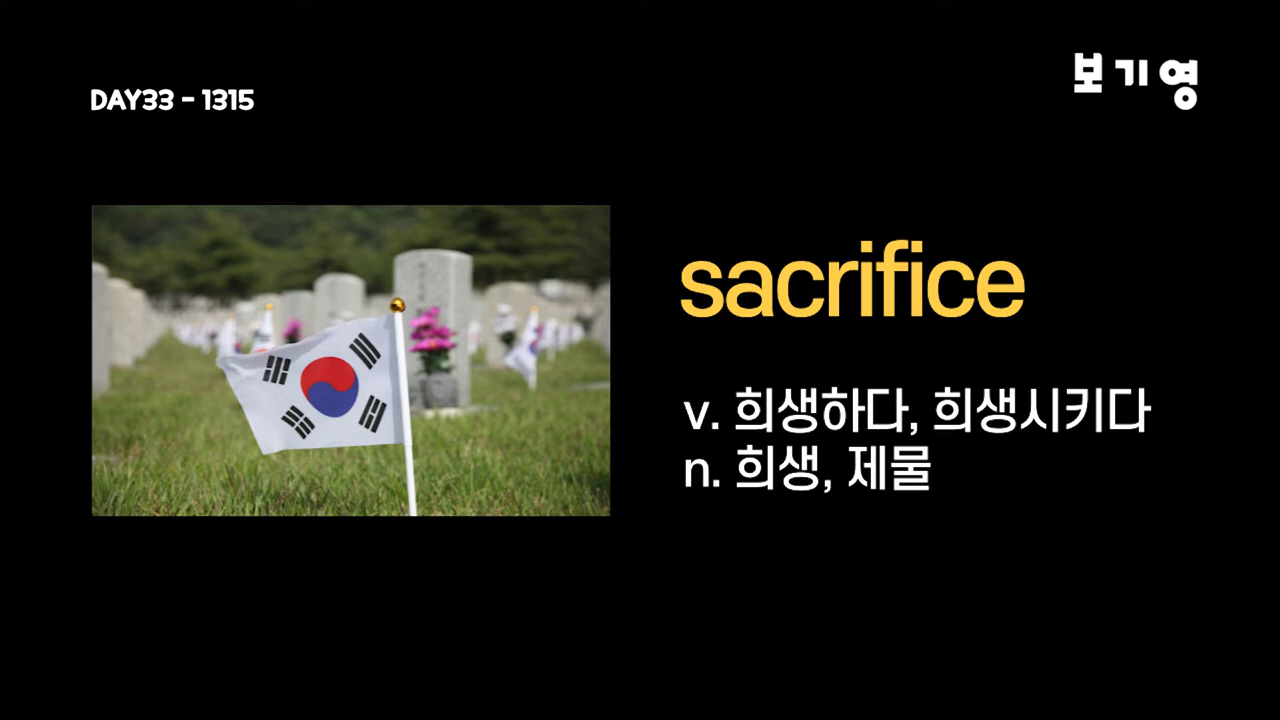 DAY33 - 1315
보기영
sacrifice
v. 희생하다, 희생시키다
n. 희생, 제물